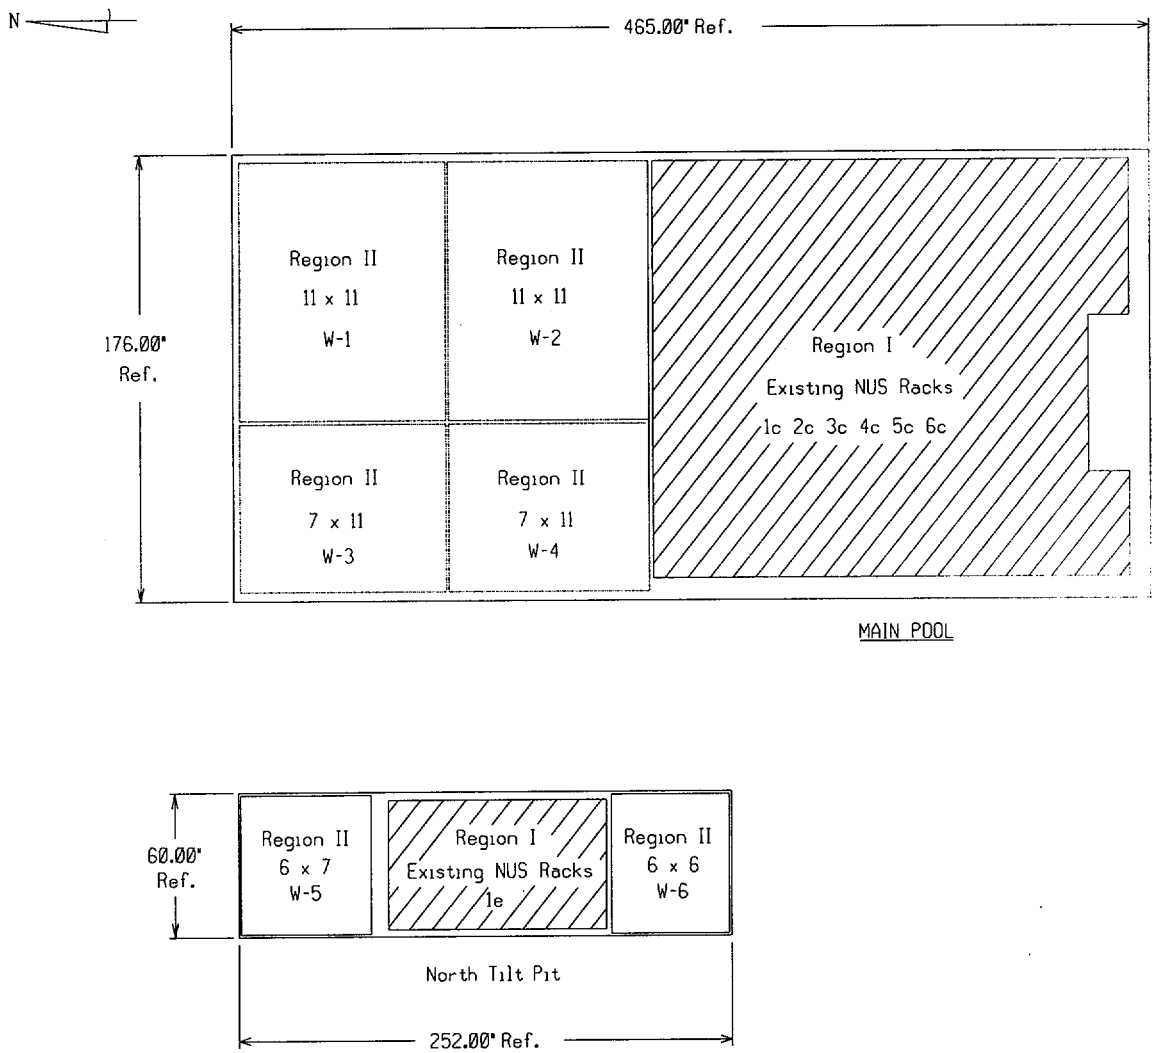 N
465.00" Ref.
176.00"
Ref.
Region II
11 x 11
W-1
Region II
11 x 11
W-2
Region I
Existing NUS Racks
1c 2c 3c 4c 5c 6c
Region II
7 x 11
W-3
Region II
7 x 11
W-4
MAIN POOL
60.00"
Ref.
Region II
6 x 7
W-5
Region I
Existing NUS Racks
1e
Region II
6 x 6
W-6
North Tilt Pit
252.00" Ref.